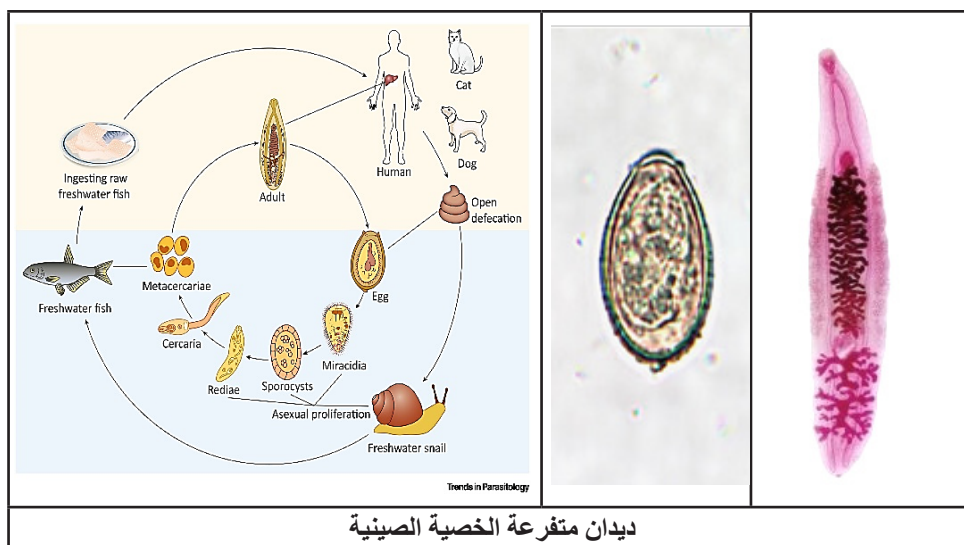 Cat
Dog
Human
Ingesting raw
freshwater fish
Adult
Open
defecation
Metacercariae
Egg
Freshwater fish
Cercaria
Miracidia
Rediae
Sporocysts
Asexual proliferation
Freshwater snail
Trends in Parasitology
ديدان متفرعة الخصية الصينية